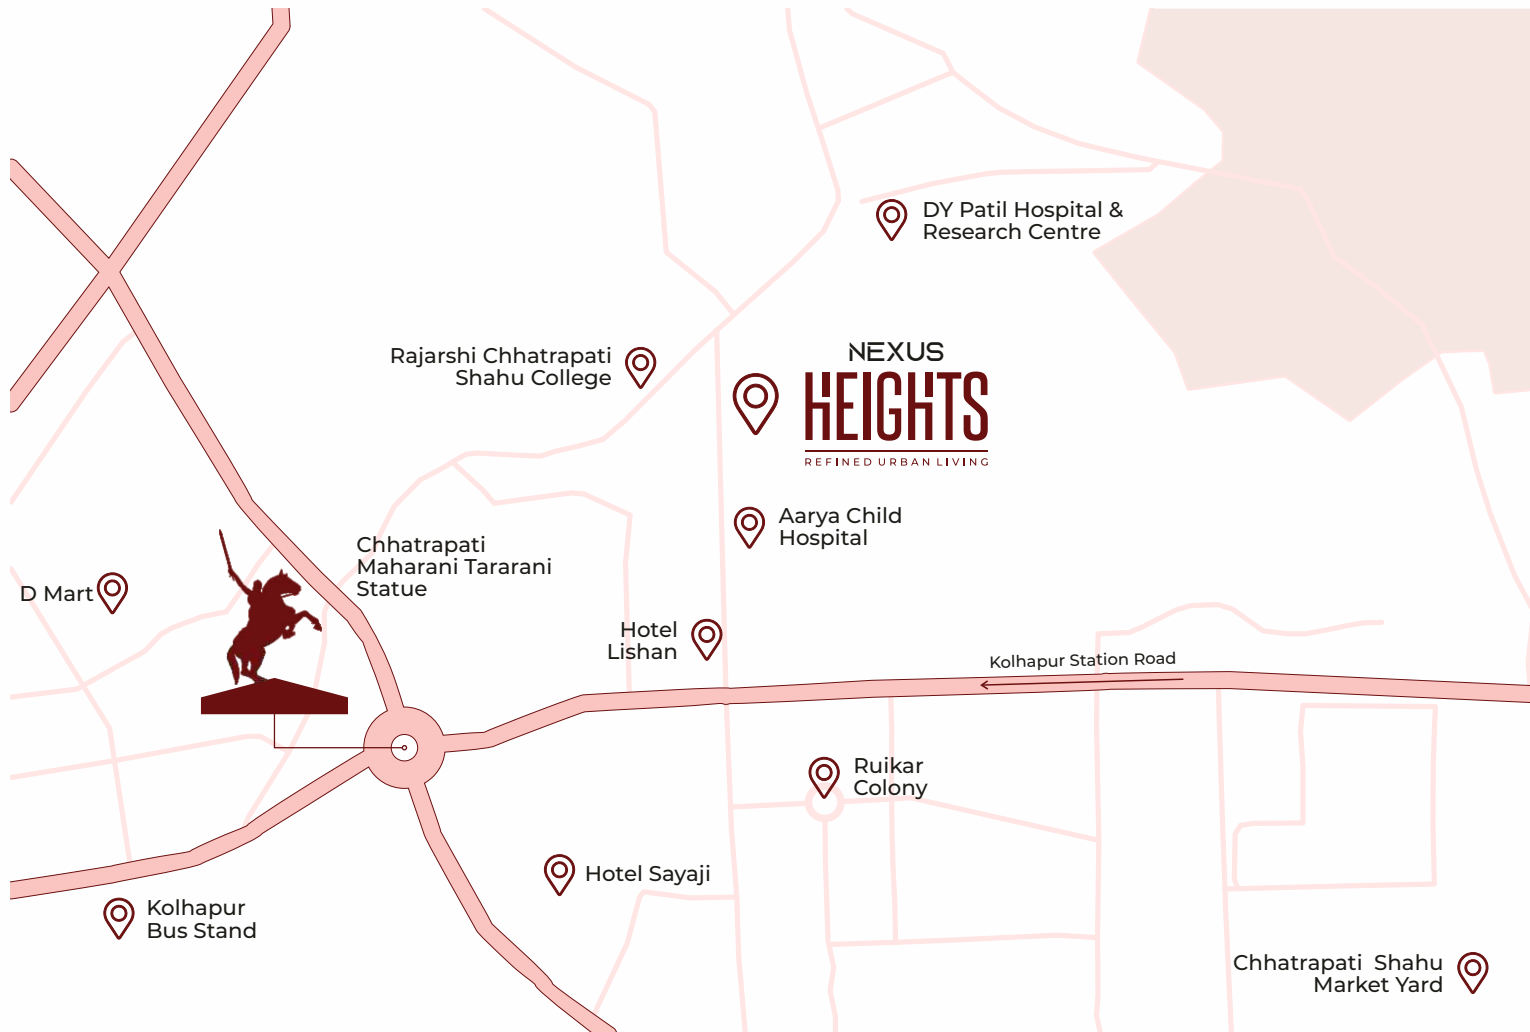 DY Patil Hospital &
Research Centre
NEXUS
HEIGHTS
REFINED URBAN LIVING
Rajarshi Chhatrapati
Shahu College
Aarya Child
Hospital
Chhatrapati
Maharani Tararani
Statue
D Mart
Hotel
Lishan
Kolhapur Station Road
Ruikar
Colony
Hotel Sayaji
Kolhapur
Bus Stand
Chhatrapati Shahu
Market Yard